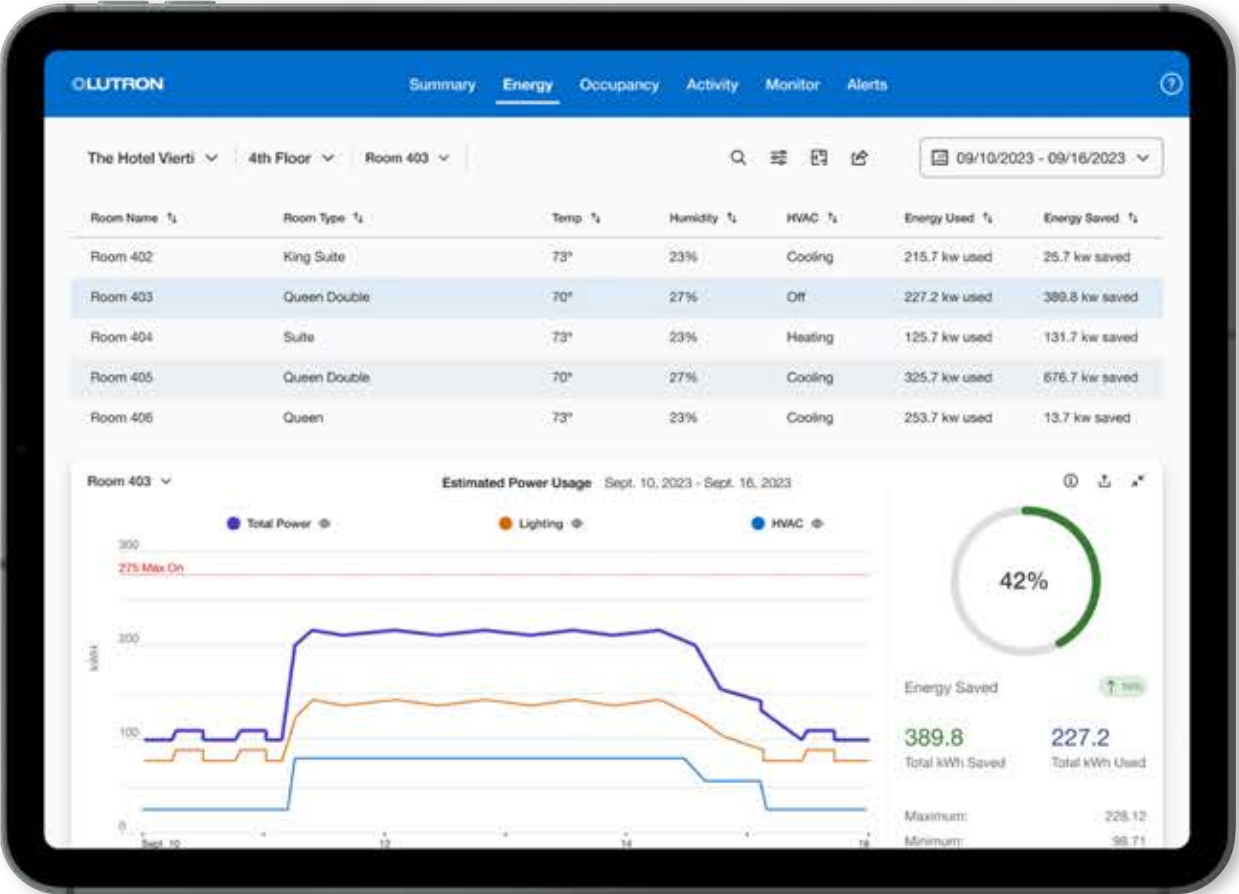 LUTRON
Summary Energy Occupancy Activity Monitor Alerts ?
The Hotel Vierti 4th Floor Room 403 09/10/2023 - 09/16/2023
Room Name Room Type Temp Humidity HVAC Energy Used Energy Saved
Room 402 King Suite 73° 23% Cooling 215.7 kw used 25.7 kw saved
Room 403 Queen Double 70° 27% Off 227.2 kw used 389.8 kw saved
Room 404 Suite 73° 23% Heating 125.7 kw used 131.7 kw saved
Room 405 Queen Double 70° 27% Cooling 325.7 kw used 676.7 kw saved
Room 406 Queen 73° 23% Cooling 253.7 kw used 13.7 kw saved
Room 403 Estimated Power Usage Sept. 10, 2023 - Sept. 16, 2023
Total Power Lighting HVAC
300
275 Max On
200
kWH
100
0
Sept. 10 12 14 16
42%
Energy Saved
389.8 227.2
Total kWh Saved Total kWh Used
Maximum: 228.12
Minimum: 98.71